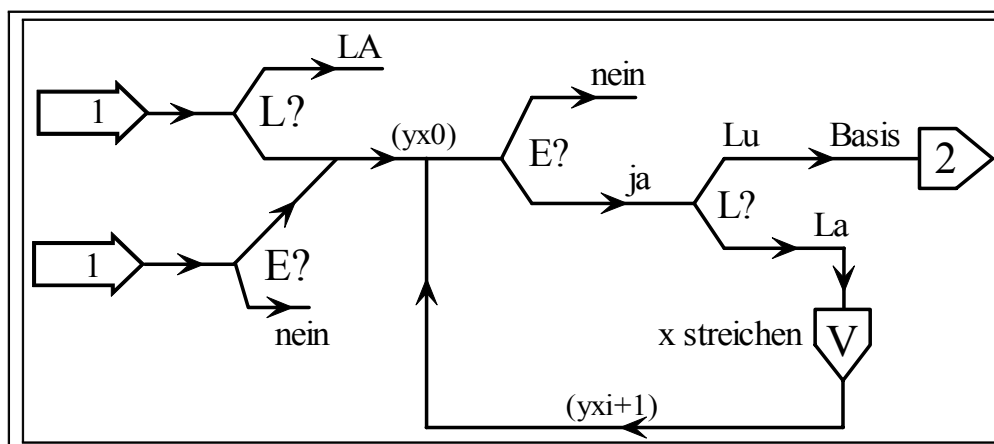 LA
1
L?
(yx0)
nein
E?
ja
Lu
Basis
2
L?
La
1
E?
nein
x streichen
V
(yxi+1)